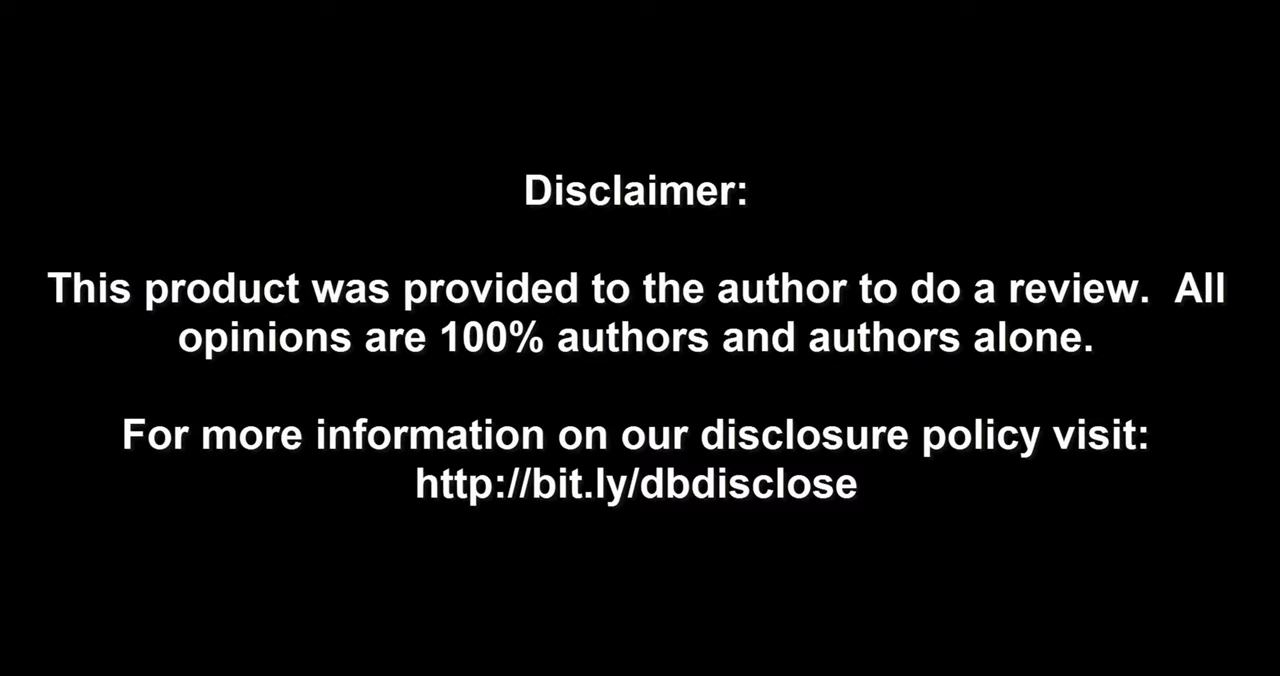 Disclaimer:
This product was provided to the author to do a review.  All
opinions are 100% authors and authors alone.
For more information on our disclosure policy visit:
http://bit.ly/dbdisclose